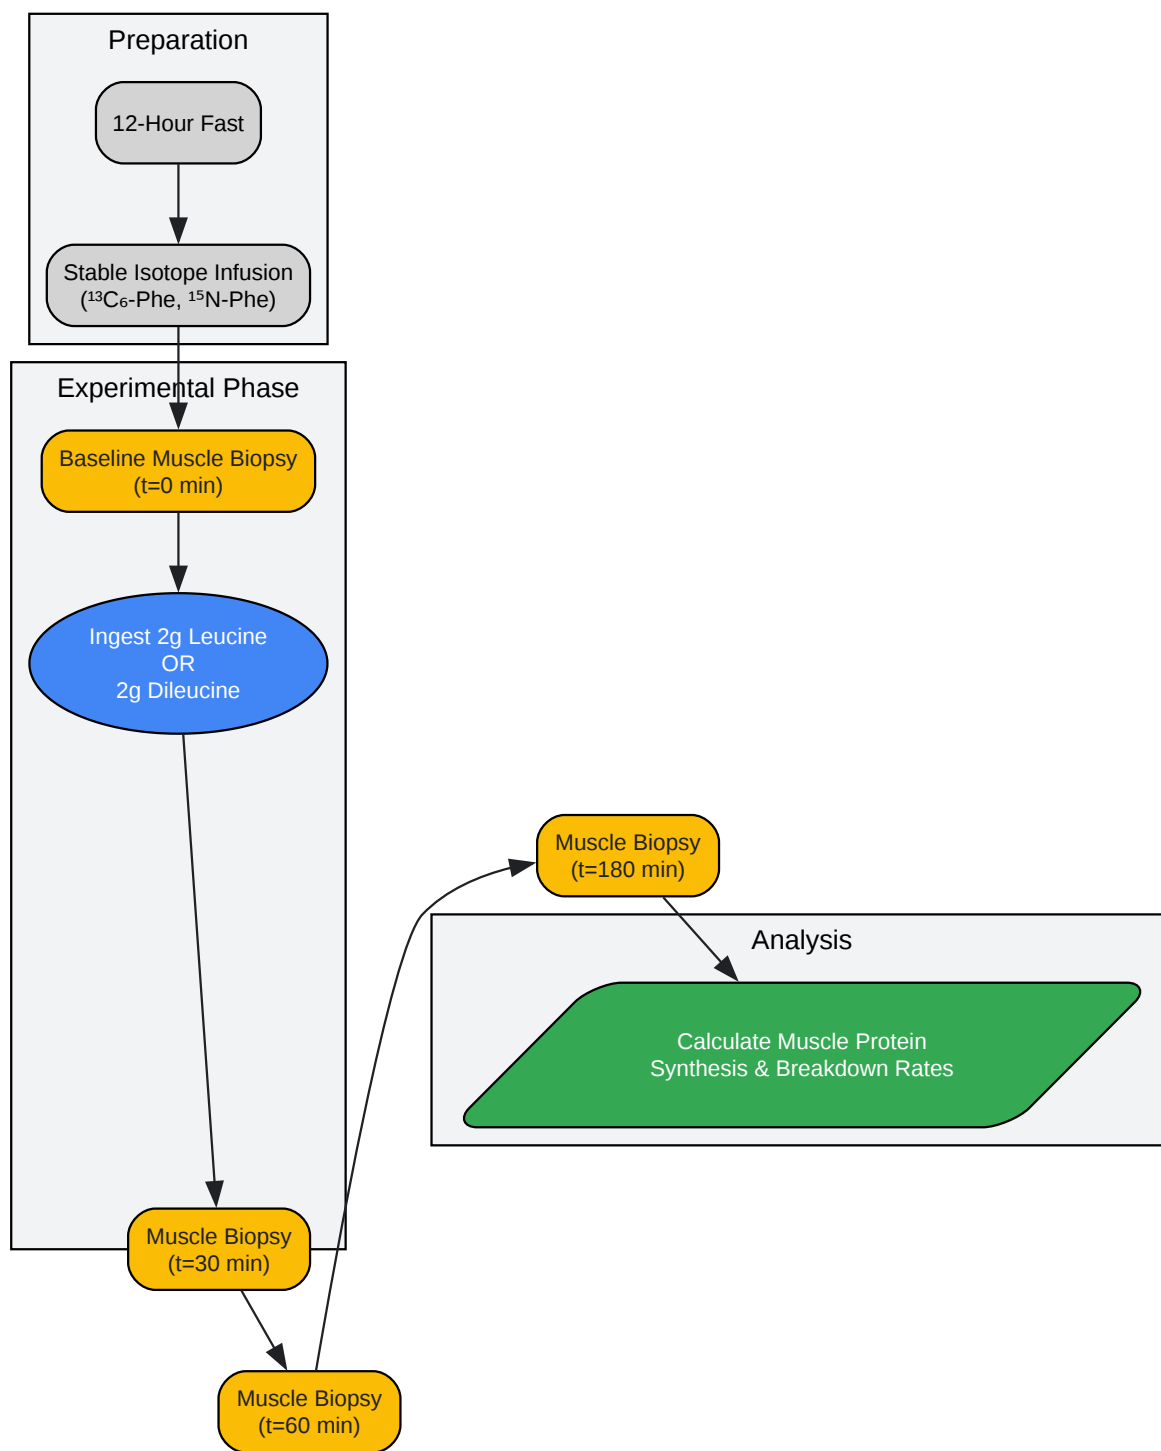 Preparation
12-Hour Fast
Stable Isotope Infusion
(¹³C₆-Phe, ¹⁵N-Phe)
Experimental Phase
Baseline Muscle Biopsy
(t=0 min)
Ingest 2g Leucine
OR
2g Dileucine
Muscle Biopsy
(t=30 min)
Muscle Biopsy
(t=60 min)
Muscle Biopsy
(t=180 min)
Analysis
Calculate Muscle Protein
Synthesis & Breakdown Rates